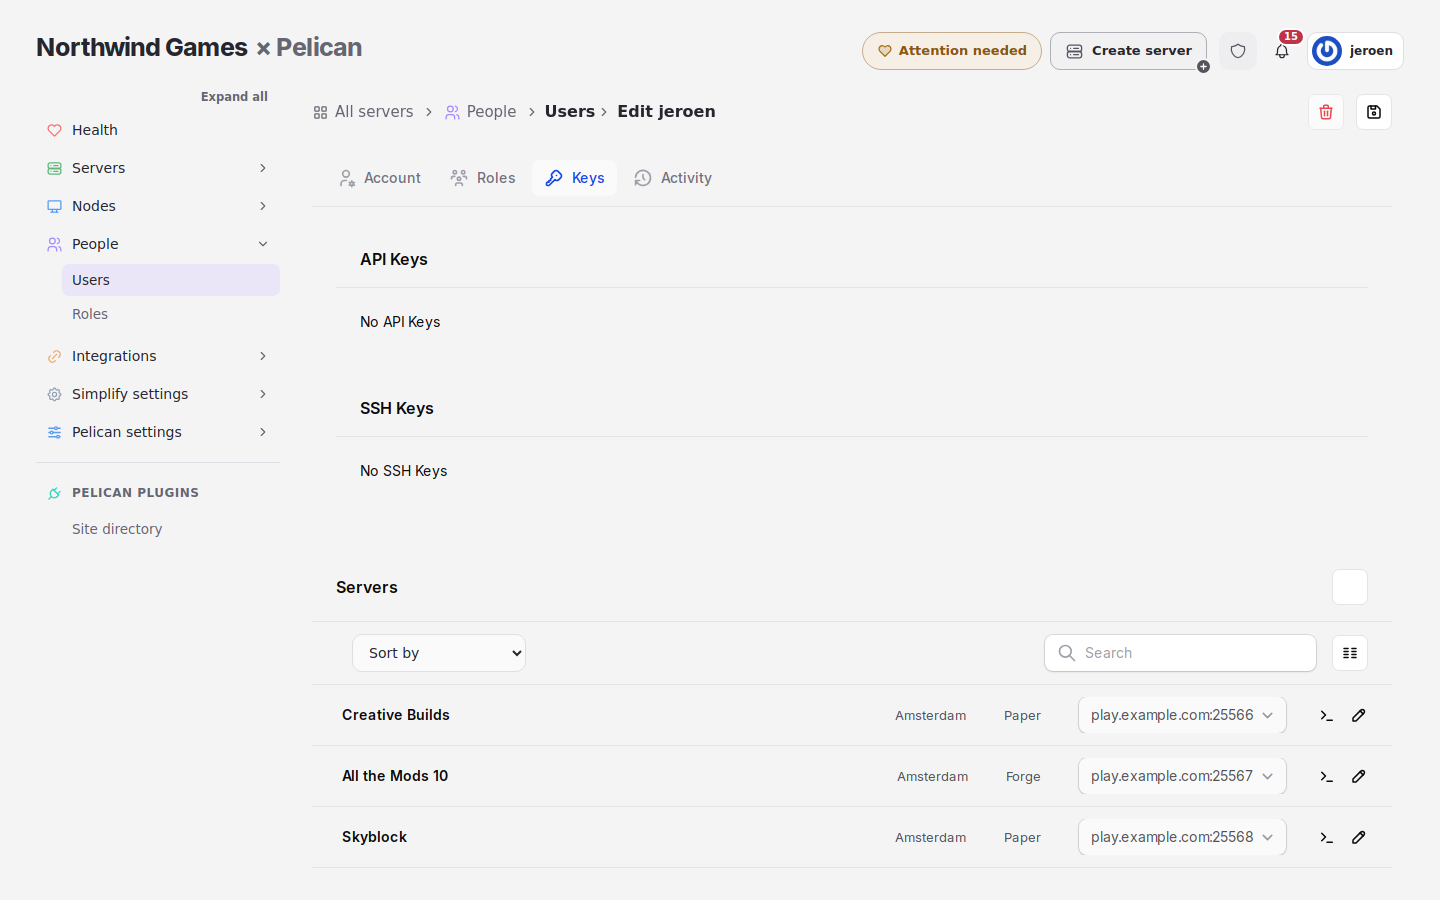 Northwind Games × Pelican
Attention needed
Create server
15
jeroen
Expand all
Health
Servers
Nodes
People
Users
Roles
Integrations
Simplify settings
Pelican settings
PELICAN PLUGINS
Site directory
All servers > People > Users > Edit jeroen
Account
Roles
Keys
Activity
API Keys
No API Keys
SSH Keys
No SSH Keys
Servers
Sort by
Search
Creative Builds Amsterdam Paper play.example.com:25566
All the Mods 10 Amsterdam Forge play.example.com:25567
Skyblock Amsterdam Paper play.example.com:25568